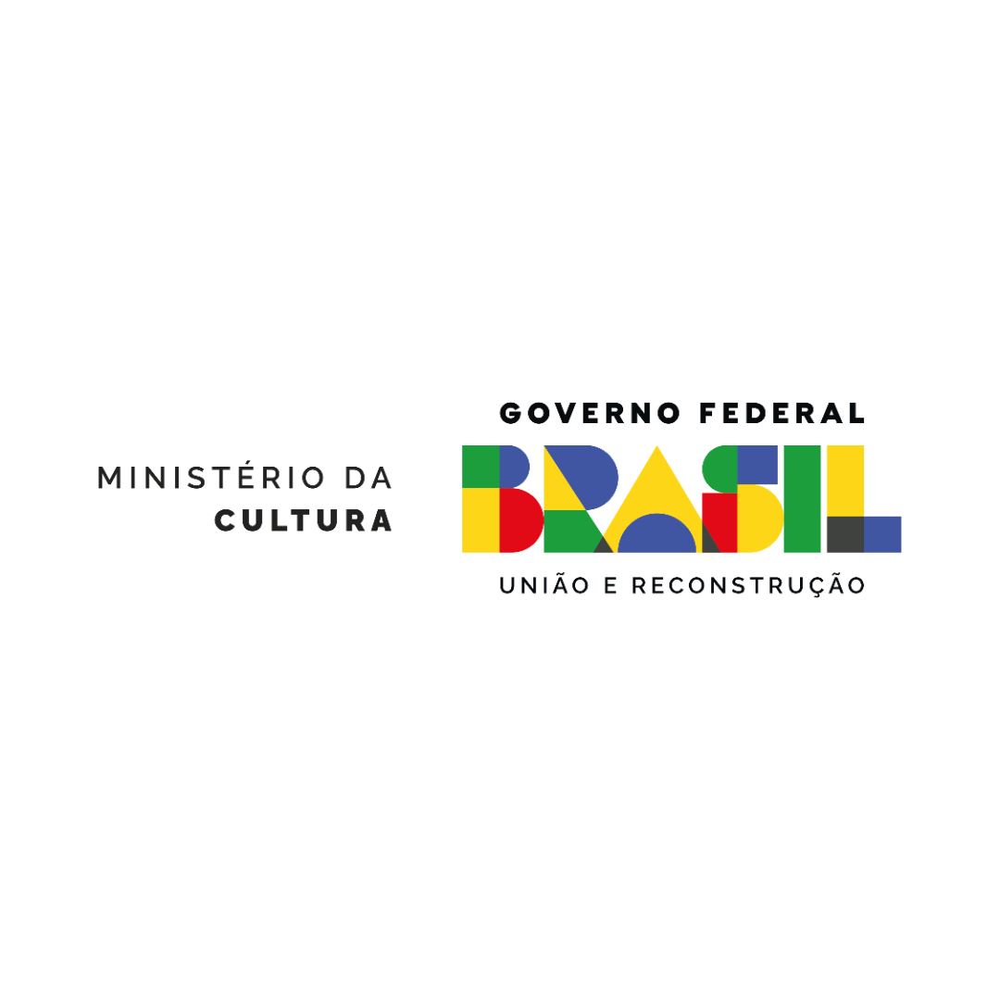 MINISTÉRIO DA
CULTURA
GOVERNO FEDERAL
BRASIL
UNIÃO E RECONSTRUÇÃO